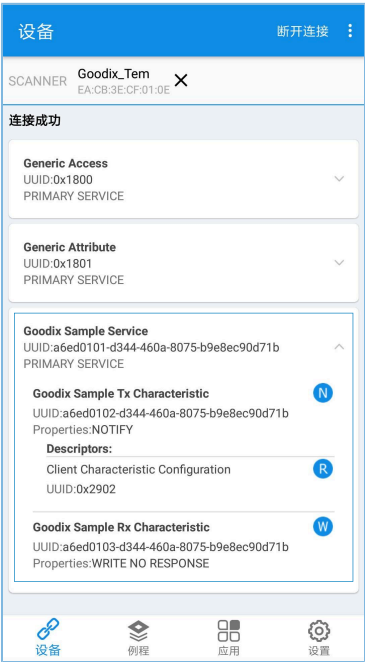 设备
断开连接
SCANNER
Goodix_Tem
EA:CB:3E:CF:01:0E
连接成功
Generic Access
UUID:0x1800
PRIMARY SERVICE
Generic Attribute
UUID:0x1801
PRIMARY SERVICE
Goodix Sample Service
UUID:a6ed0101-d344-460a-8075-b9e8ec90d71b
PRIMARY SERVICE
Goodix Sample Tx Characteristic
N
UUID:a6ed0102-d344-460a-8075-b9e8ec90d71b
Properties:NOTIFY
Descriptors:
Client Characteristic Configuration
R
UUID:0x2902
Goodix Sample Rx Characteristic
W
UUID:a6ed0103-d344-460a-8075-b9e8ec90d71b
Properties:WRITE NO RESPONSE
设备
例程
应用
设置